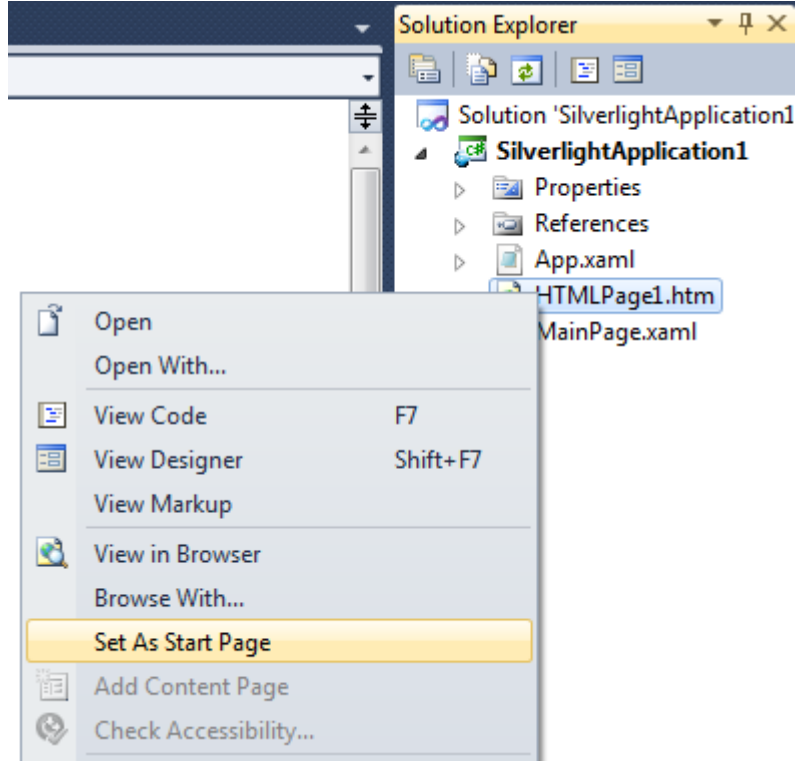 Solution Explorer
Solution 'SilverlightApplication1
SilverlightApplication1
Properties
References
App.xaml
HTMLPage1.htm
MainPage.xaml
Open
Open With...
View Code F7
View Designer Shift+F7
View Markup
View in Browser
Browse With...
Set As Start Page
Add Content Page
Check Accessibility...